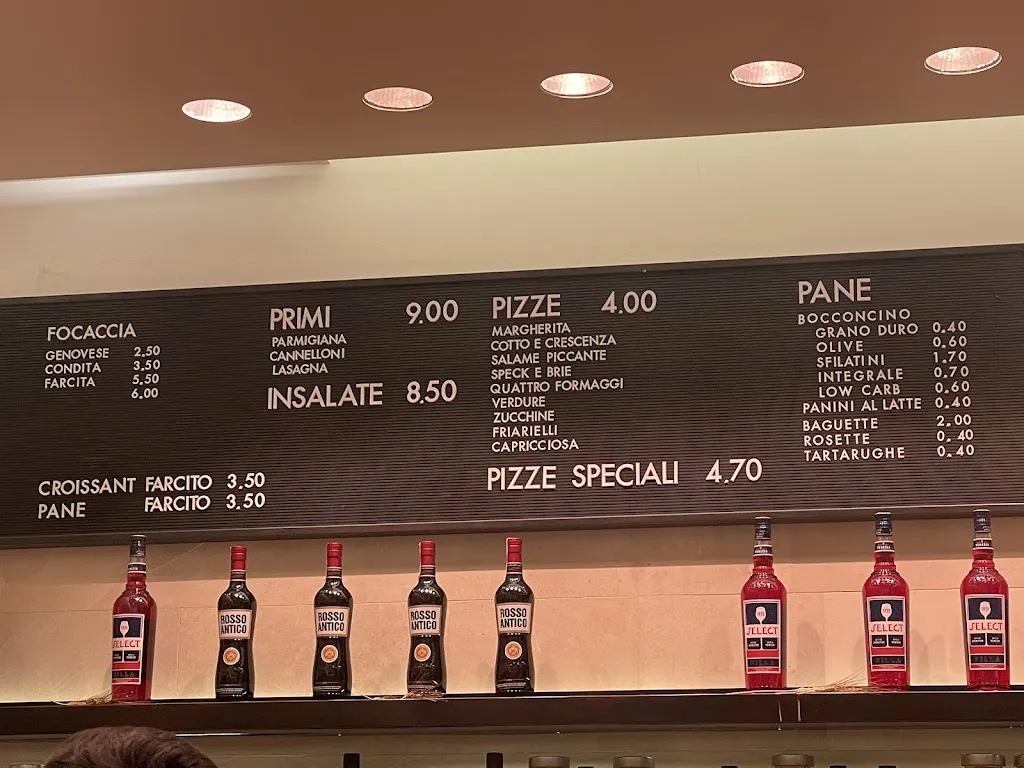 FOCACCIA
GENOVESE 2.50
CONDITA 3.50
FARCITA 5.50
6.00
CROISSANT FARCITO 3.50
PANE FARCITO 3.50
PRIMI 9.00
PARMIGIANA
CANNELLONI
LASAGNA
INSALATE 8.50
PIZZE 4.00
MARGHERITA
COTTO E CRESCENZA
SALAME PICCANTE
SPECK E BRIE
QUATTRO FORMAGGI
VERDURE
ZUCCHINE
FRIARIELLI
CAPRICCIOSA
PIZZE SPECIALI 4.70
PANE
BOCCONCINO
GRANO DURO 0.40
OLIVE 0.60
SFILATINI 1.70
INTEGRALE 0.70
LOW CARB 0.60
PANINI AL LATTE 0.40
BAGUETTE 2.00
ROSETTE 0.40
TARTARUGHE 0.40
SELECT
ROSSO
ANTICO
ROSSO
ANTICO
ROSSO
ANTICO
ROSSO
ANTICO
SELECT
SELECT
SELECT